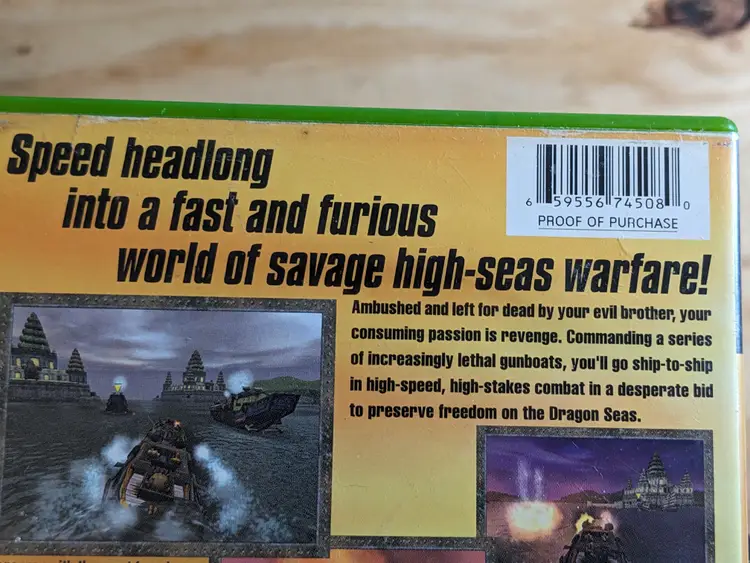 Speed headlong
into a fast and furious
world of savage high-seas warfare!
6 59556 74508 0
PROOF OF PURCHASE
Ambushed and left for dead by your evil brother, your
consuming passion is revenge. Commanding a series
of increasingly lethal gunboats, you'll go ship-to-ship
in high-speed, high-stakes combat in a desperate bid
to preserve freedom on the Dragon Seas.